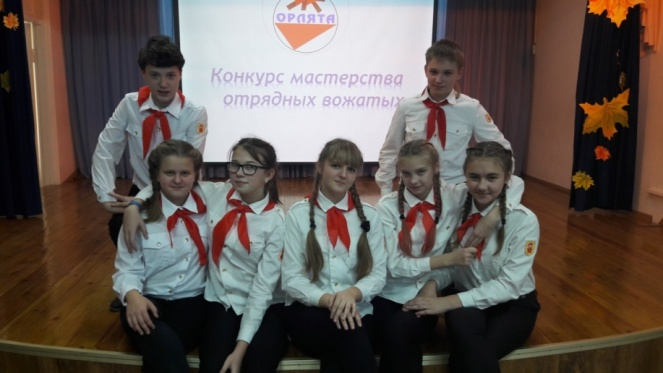 ОРЛЯТА
Конкурс мастерства
отрядных вожатых